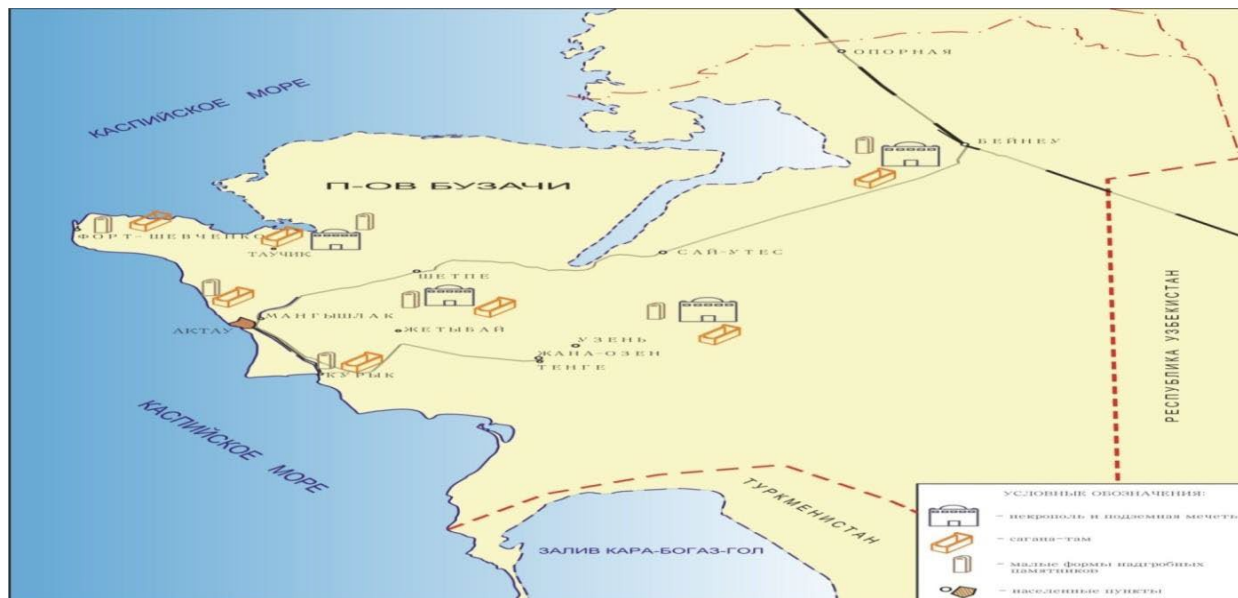 ОПОРНАЯ
КАСПИЙСКОЕ МОРЕ
БЕЙНЕУ
П-ОВ БУЗАЧИ
ФОРТ-ШЕВЧЕНКО
ТАУЧИК
САЙ-УТЕС
ШЕТПЕ
МАНГЫШЛАК
АКТАУ
ЖЕТЫБАЙ
УЗЕНЬ
ЖАНА-ОЗЕН
ТЕНГЕ
КУРЫК
РЕСПУБЛИКА УЗБЕКИСТАН
КАСПИЙСКОЕ МОРЕ
ТУРКМЕНИСТАН
ЗАЛИВ КАРА-БОГАЗ-ГОЛ
УСЛОВНЫЕ ОБОЗНАЧЕНИЯ:
- некрополь и подземная мечеть
- сагана-там
- малые формы надгробных
памятников
- населенные пункты